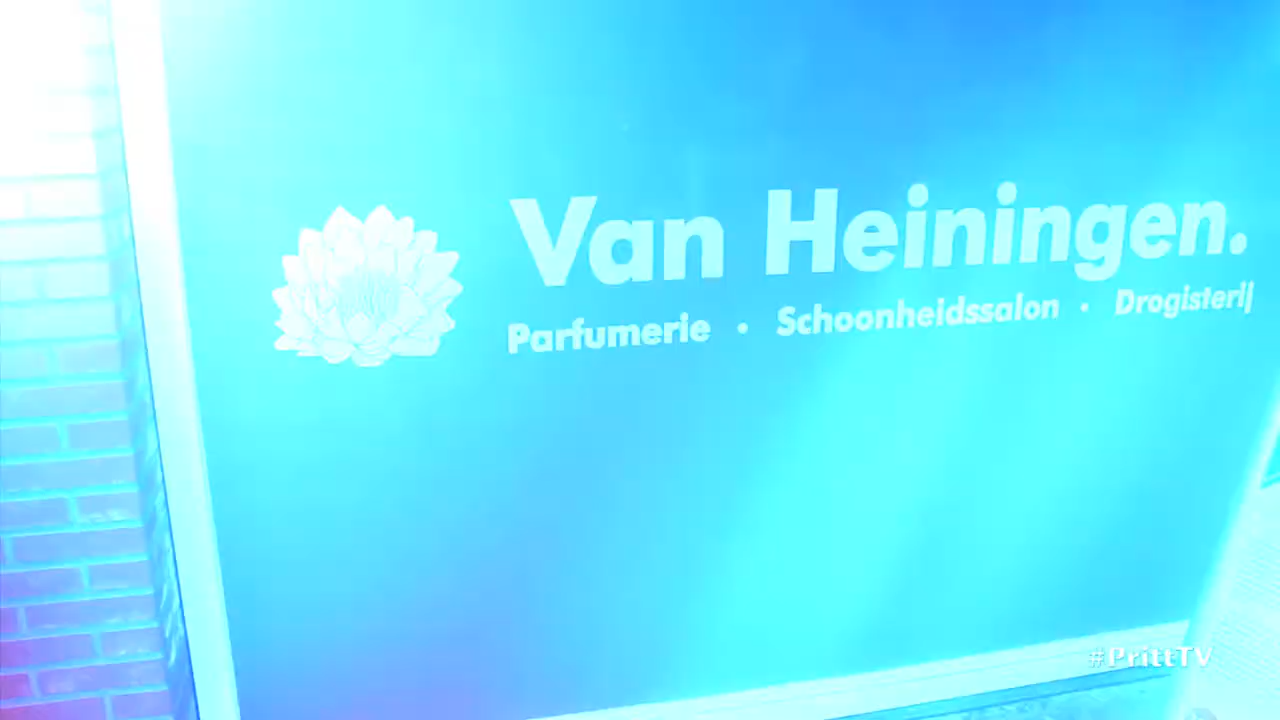 Van Heiningen.
Parfumerie • Schoonheidssalon • Drogisterij
#PrittTV